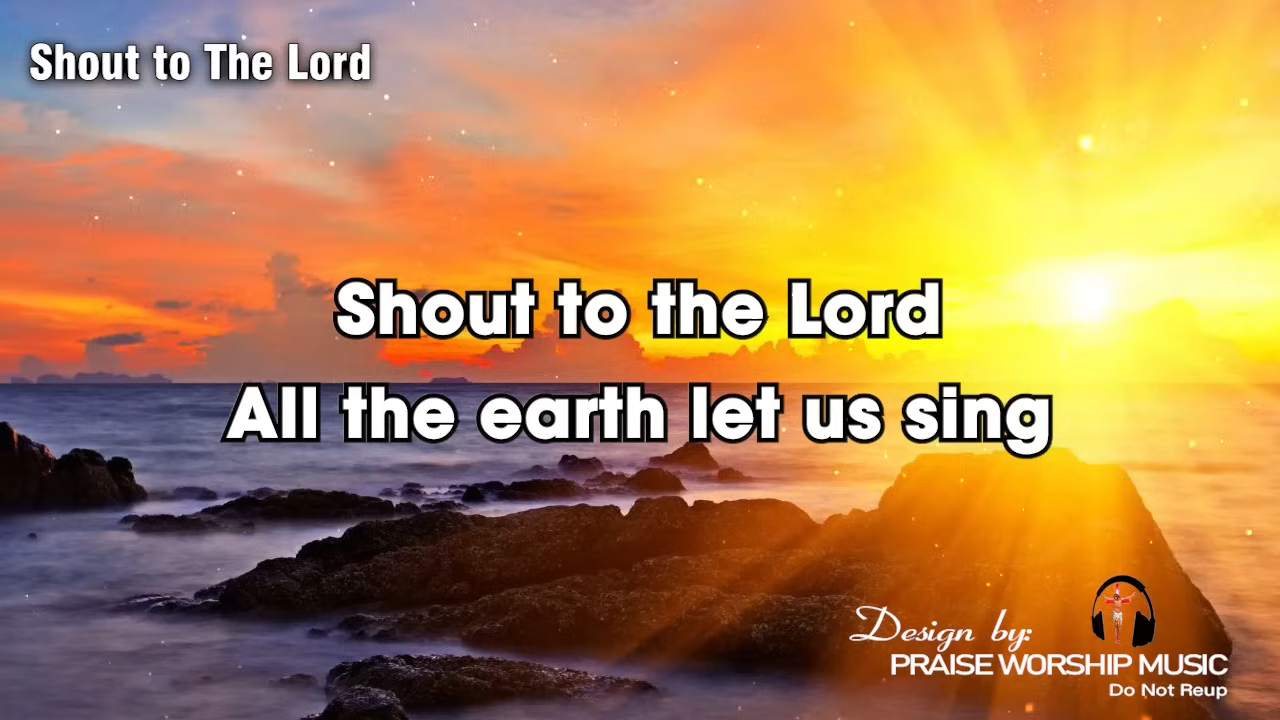 Shout to The Lord
Shout to the Lord
All the earth let us sing
Design by:
PRAISE WORSHIP MUSIC
Do Not Reup